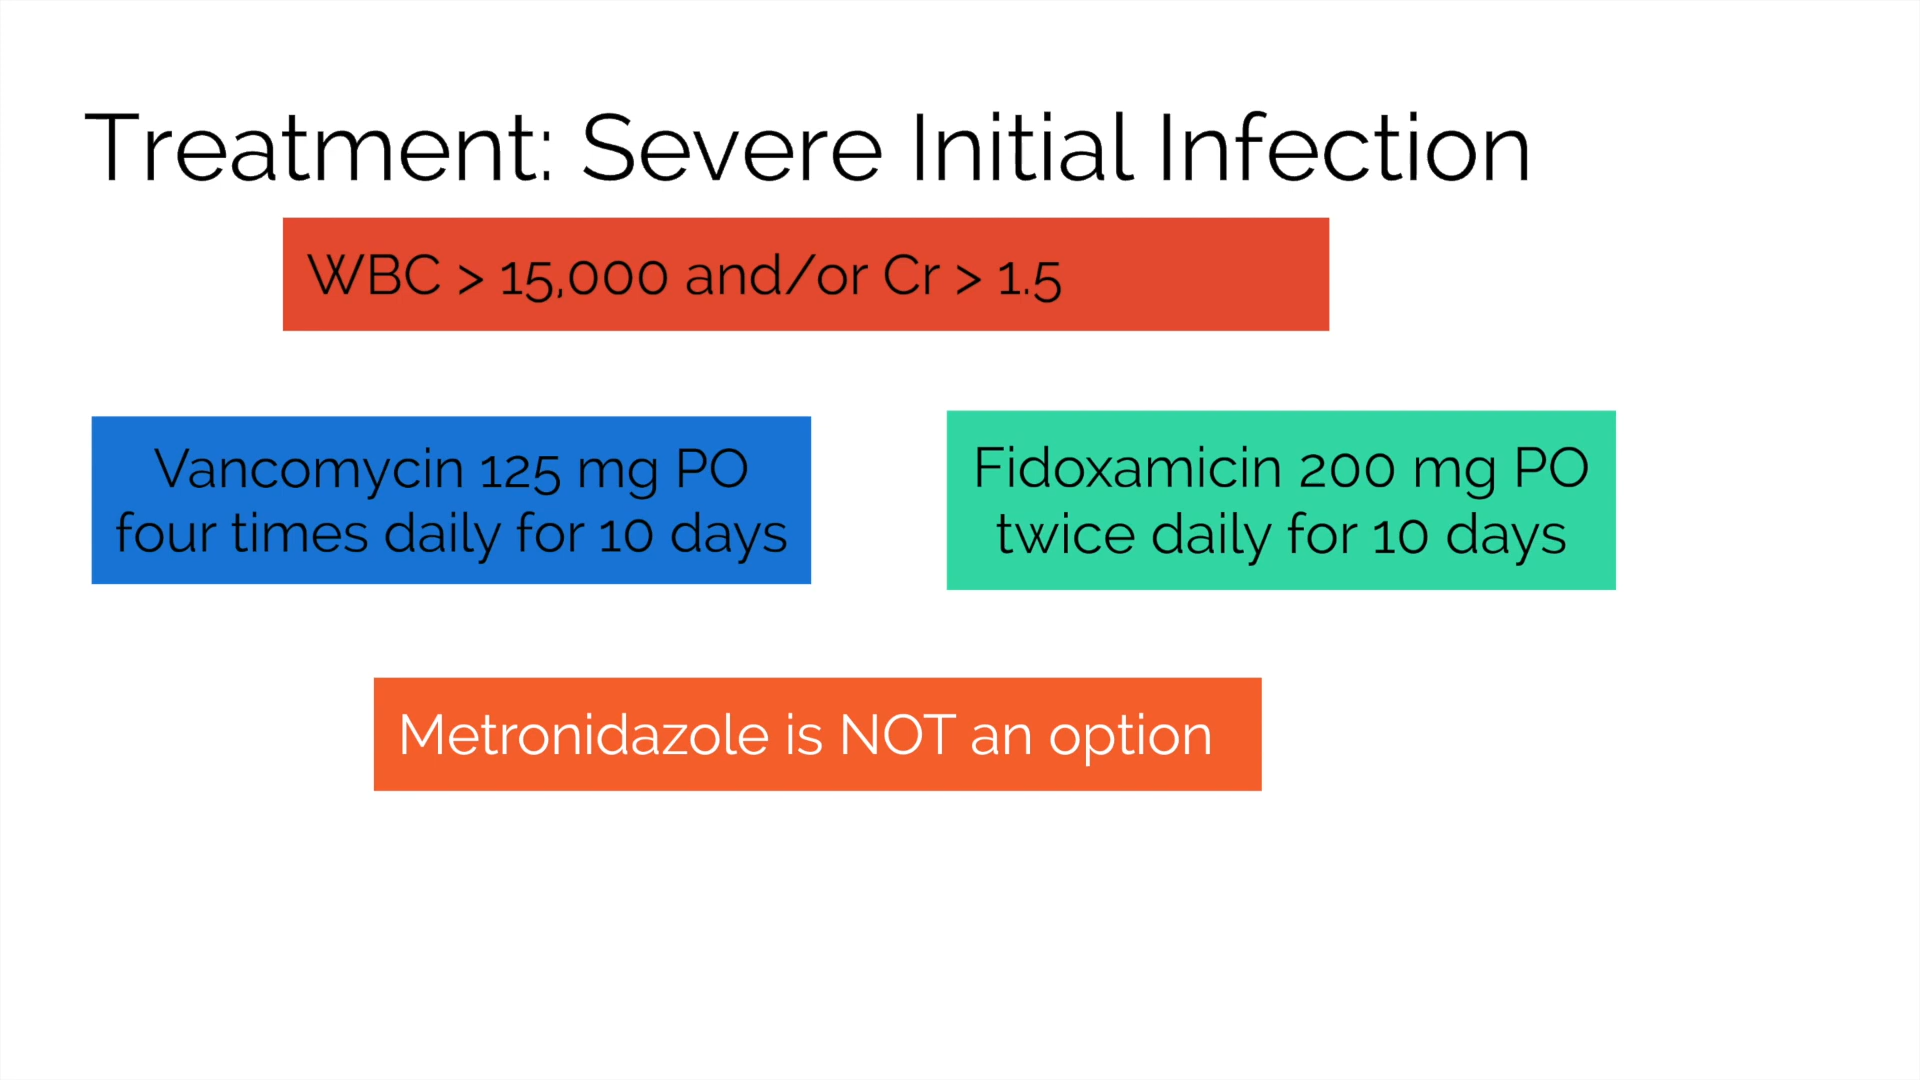 Treatment: Severe Initial Infection
WBC > 15,000 and/or Cr > 1.5
Vancomycin 125 mg PO
four times daily for 10 days
Fidoxamicin 200 mg PO
twice daily for 10 days
Metronidazole is NOT an option